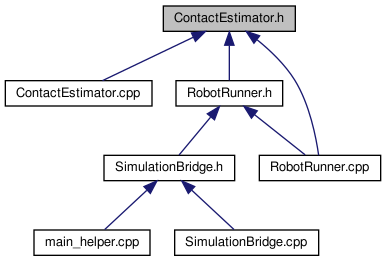 ContactEstimator.h
ContactEstimator.cpp
RobotRunner.h
SimulationBridge.h
RobotRunner.cpp
main_helper.cpp
SimulationBridge.cpp